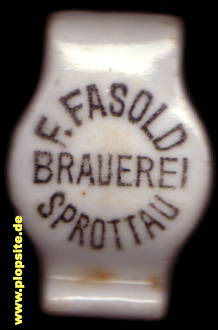 F. FASOLD
BRAUEREI
SPROTTAU
www.plopsite.de